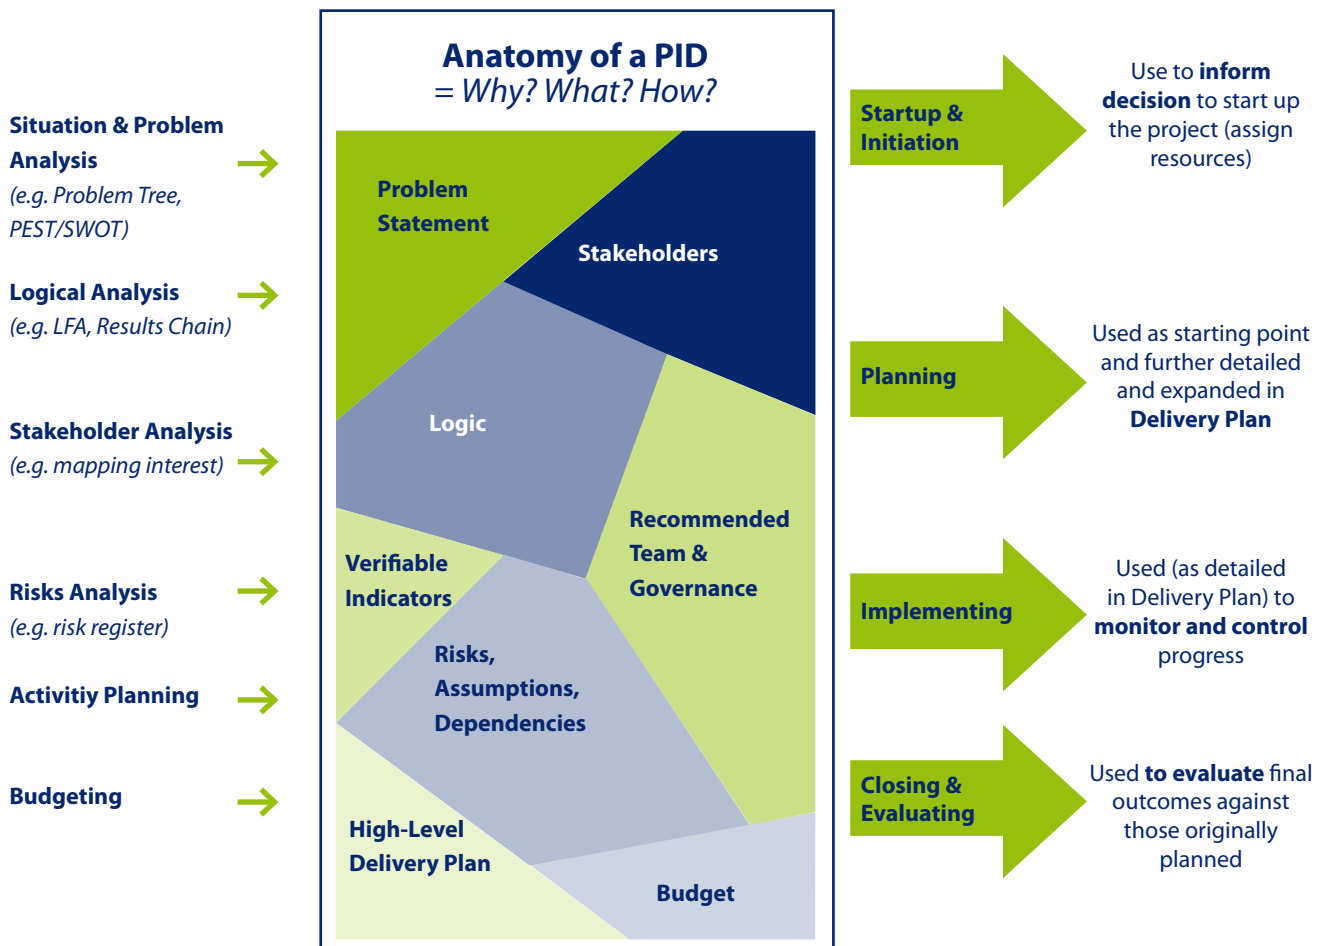 Anatomy of a PID
= Why? What? How?
Situation & Problem
Analysis
(e.g. Problem Tree,
PEST/SWOT)
Logical Analysis
(e.g. LFA, Results Chain)
Stakeholder Analysis
(e.g. mapping interest)
Risks Analysis
(e.g. risk register)
Activitiy Planning
Budgeting
Problem
Statement
Stakeholders
Logic
Recommended
Team &
Governance
Verifiable
Indicators
Risks,
Assumptions,
Dependencies
High-Level
Delivery Plan
Budget
Startup &
Initiation
Use to inform
decision to start up
the project (assign
resources)
Planning
Used as starting point
and further detailed
and expanded in
Delivery Plan
Implementing
Used (as detailed
in Delivery Plan) to
monitor and control
progress
Closing &
Evaluating
Used to evaluate final
outcomes against
those originally
planned